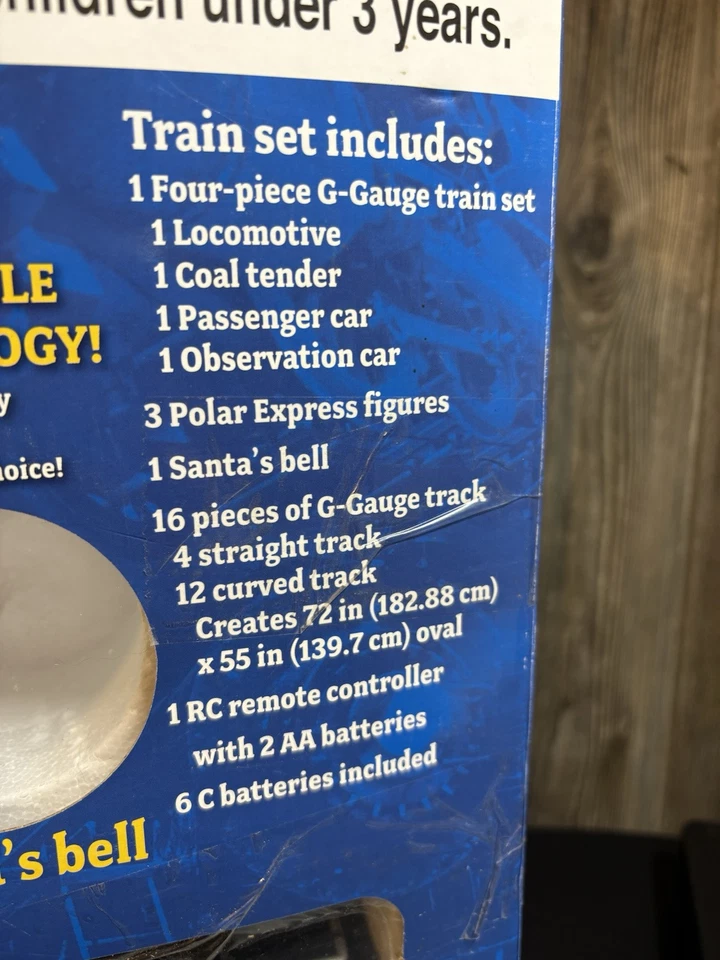 children under 3 years.
Train set includes:
1 Four-piece G-Gauge train set
1 Locomotive
1 Coal tender
1 Passenger car
1 Observation car
3 Polar Express figures
1 Santa's bell
16 pieces of G-Gauge track
4 straight track
12 curved track
Creates 72 in (182.88 cm)
x 55 in (139.7 cm) oval
1 RC remote controller
with 2 AA batteries
6 C batteries included
LE
OGY!
y
hoice!
's bell